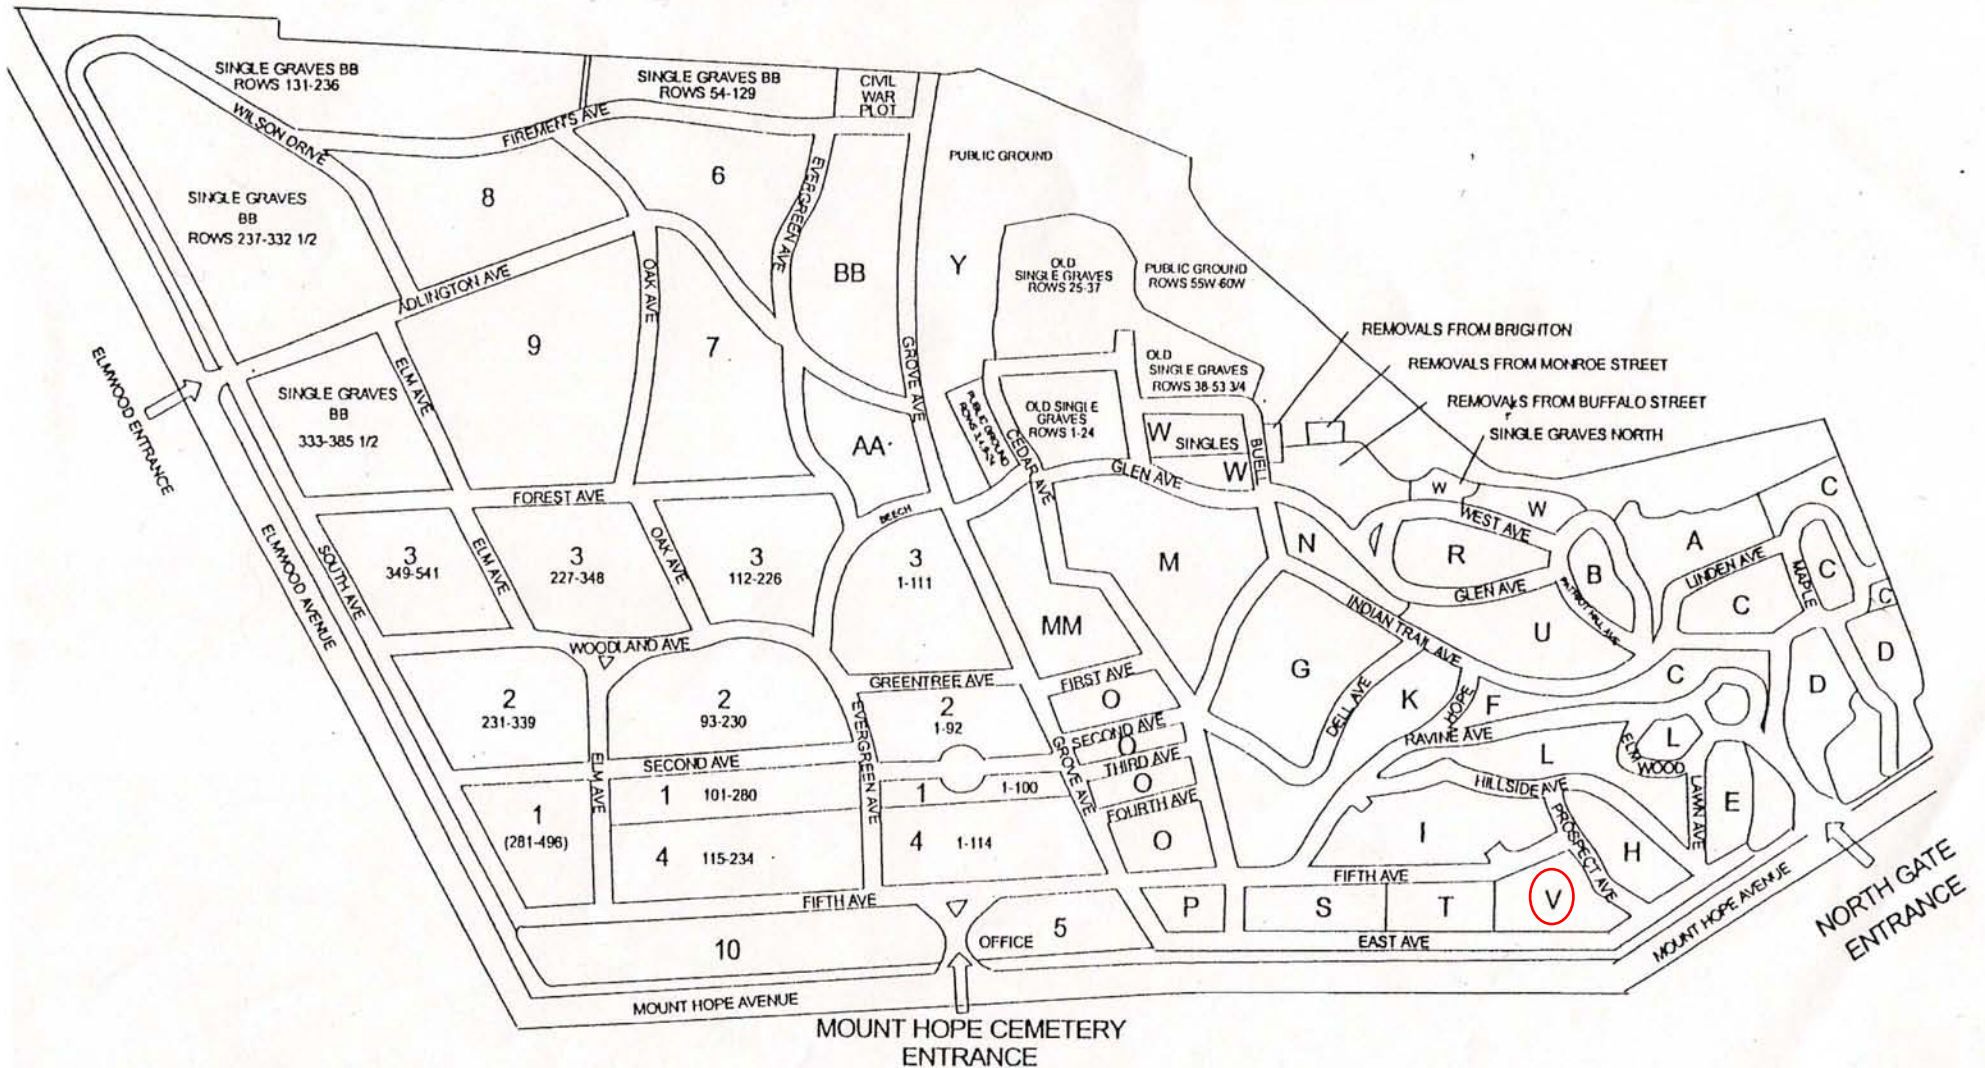 SINGLE GRAVES BB
ROWS 131-236
SINGLE GRAVES BB
ROWS 54-129
CIVIL
WAR
PLOT
WILSON DRIVE
FIREMEN'S AVE
PUBLIC GROUND
SINGLE GRAVES
BB
ROWS 237-332 1/2
8
6
EVERGREEN AVE
BB
Y
OLD
SINGLE GRAVES
ROWS 25-37
PUBLIC GROUND
ROWS 55W-60W
ADLINGTON AVE
OAK AVE
9
7
GROVE AVE
ELM AVE
ELMWOOD ENTRANCE
SINGLE GRAVES
BB
333-385 1/2
REMOVALS FROM BRIGHTON
REMOVALS FROM MONROE STREET
REMOVALS FROM BUFFALO STREET
SINGLE GRAVES NORTH
OLD
SINGLE GRAVES
ROWS 38-53 3/4
OLD SINGLE
GRAVES
ROWS 1-24
PUBLIC GROUND
CEDAR AVE
W
SINGLES
W
BUELL
GLEN AVE
AA
W
W
WEST AVE
C
FOREST AVE
BEECH
ELMWOOD AVENUE
SOUTH AVE
3
349-541
ELM AVE
3
227-348
OAK AVE
3
112-226
3
1-111
M
N
R
GLEN AVE
B
PATRIOT HILL AVE
A
LINDEN AVE
MAPLE
C
C
C
MM
INDIAN TRAIL AVE
U
WOODLAND AVE
GREENTREE AVE
FIRST AVE
G
DELL AVE
K
HOPE
F
C
D
D
2
231-339
2
93-230
EVERGREEN AVE
2
1-92
O
SECOND AVE
O
THIRD AVE
O
FOURTH AVE
O
GROVE AVE
RAVINE AVE
L
ELM
WOOD
L
HILLSIDE AVE
LAWN AVE
E
SECOND AVE
ELM AVE
1
(281-496)
1 101-280
1 1-100
4 115-234
4 1-114
I
PROSPECT AVE
H
FIFTH AVE
FIFTH AVE
P
S
T
V
10
OFFICE
5
EAST AVE
MOUNT HOPE AVENUE
NORTH GATE
ENTRANCE
MOUNT HOPE AVENUE
MOUNT HOPE CEMETERY
ENTRANCE